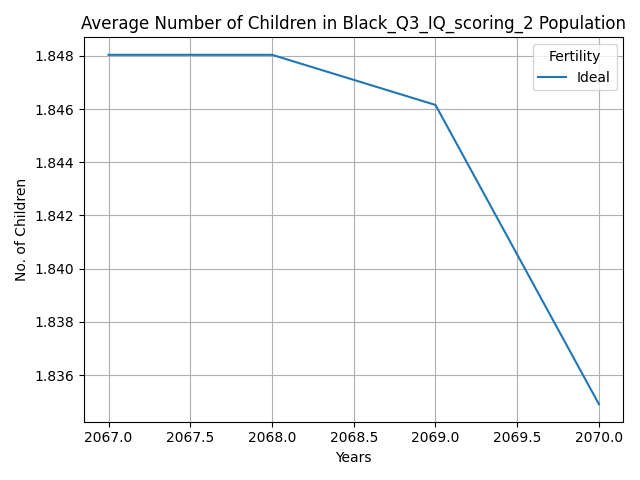 Average Number of Children in Black_Q3_IQ_scoring_2 Population
Fertility
Ideal
1.848
1.846
1.844
1.842
1.840
1.838
1.836
No. of Children
2067.0 2067.5 2068.0 2068.5 2069.0 2069.5 2070.0
Years